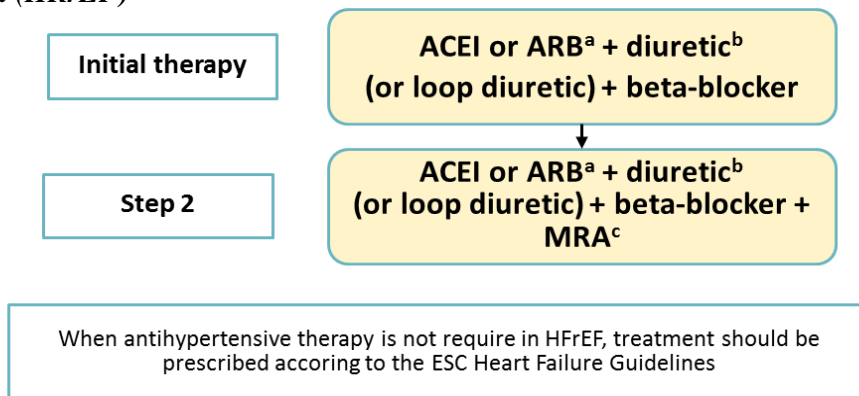 Initial therapy
ACEI or ARBᵃ + diureticᵇ
(or loop diuretic) + beta-blocker
Step 2
ACEI or ARBᵃ + diureticᵇ
(or loop diuretic) + beta-blocker +
MRAᶜ
When antihypertensive therapy is not require in HFrEF, treatment should be
prescribed accoring to the ESC Heart Failure Guidelines